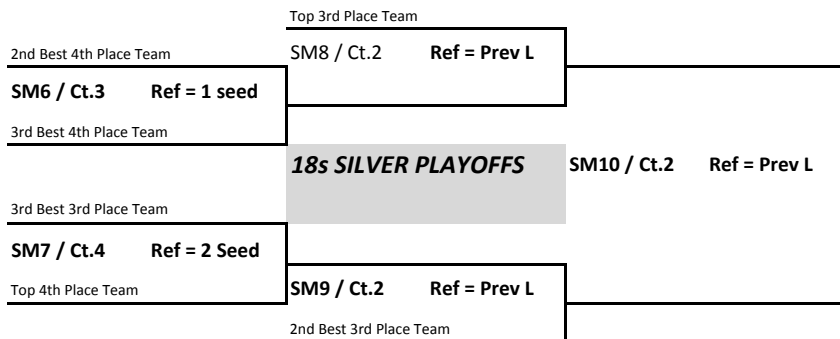 Top 3rd Place Team
2nd Best 4th Place Team
SM8 / Ct.2 Ref = Prev L
SM6 / Ct.3 Ref = 1 seed
3rd Best 4th Place Team
18s SILVER PLAYOFFS
SM10 / Ct.2 Ref = Prev L
3rd Best 3rd Place Team
SM7 / Ct.4 Ref = 2 Seed
Top 4th Place Team
SM9 / Ct.2 Ref = Prev L
2nd Best 3rd Place Team